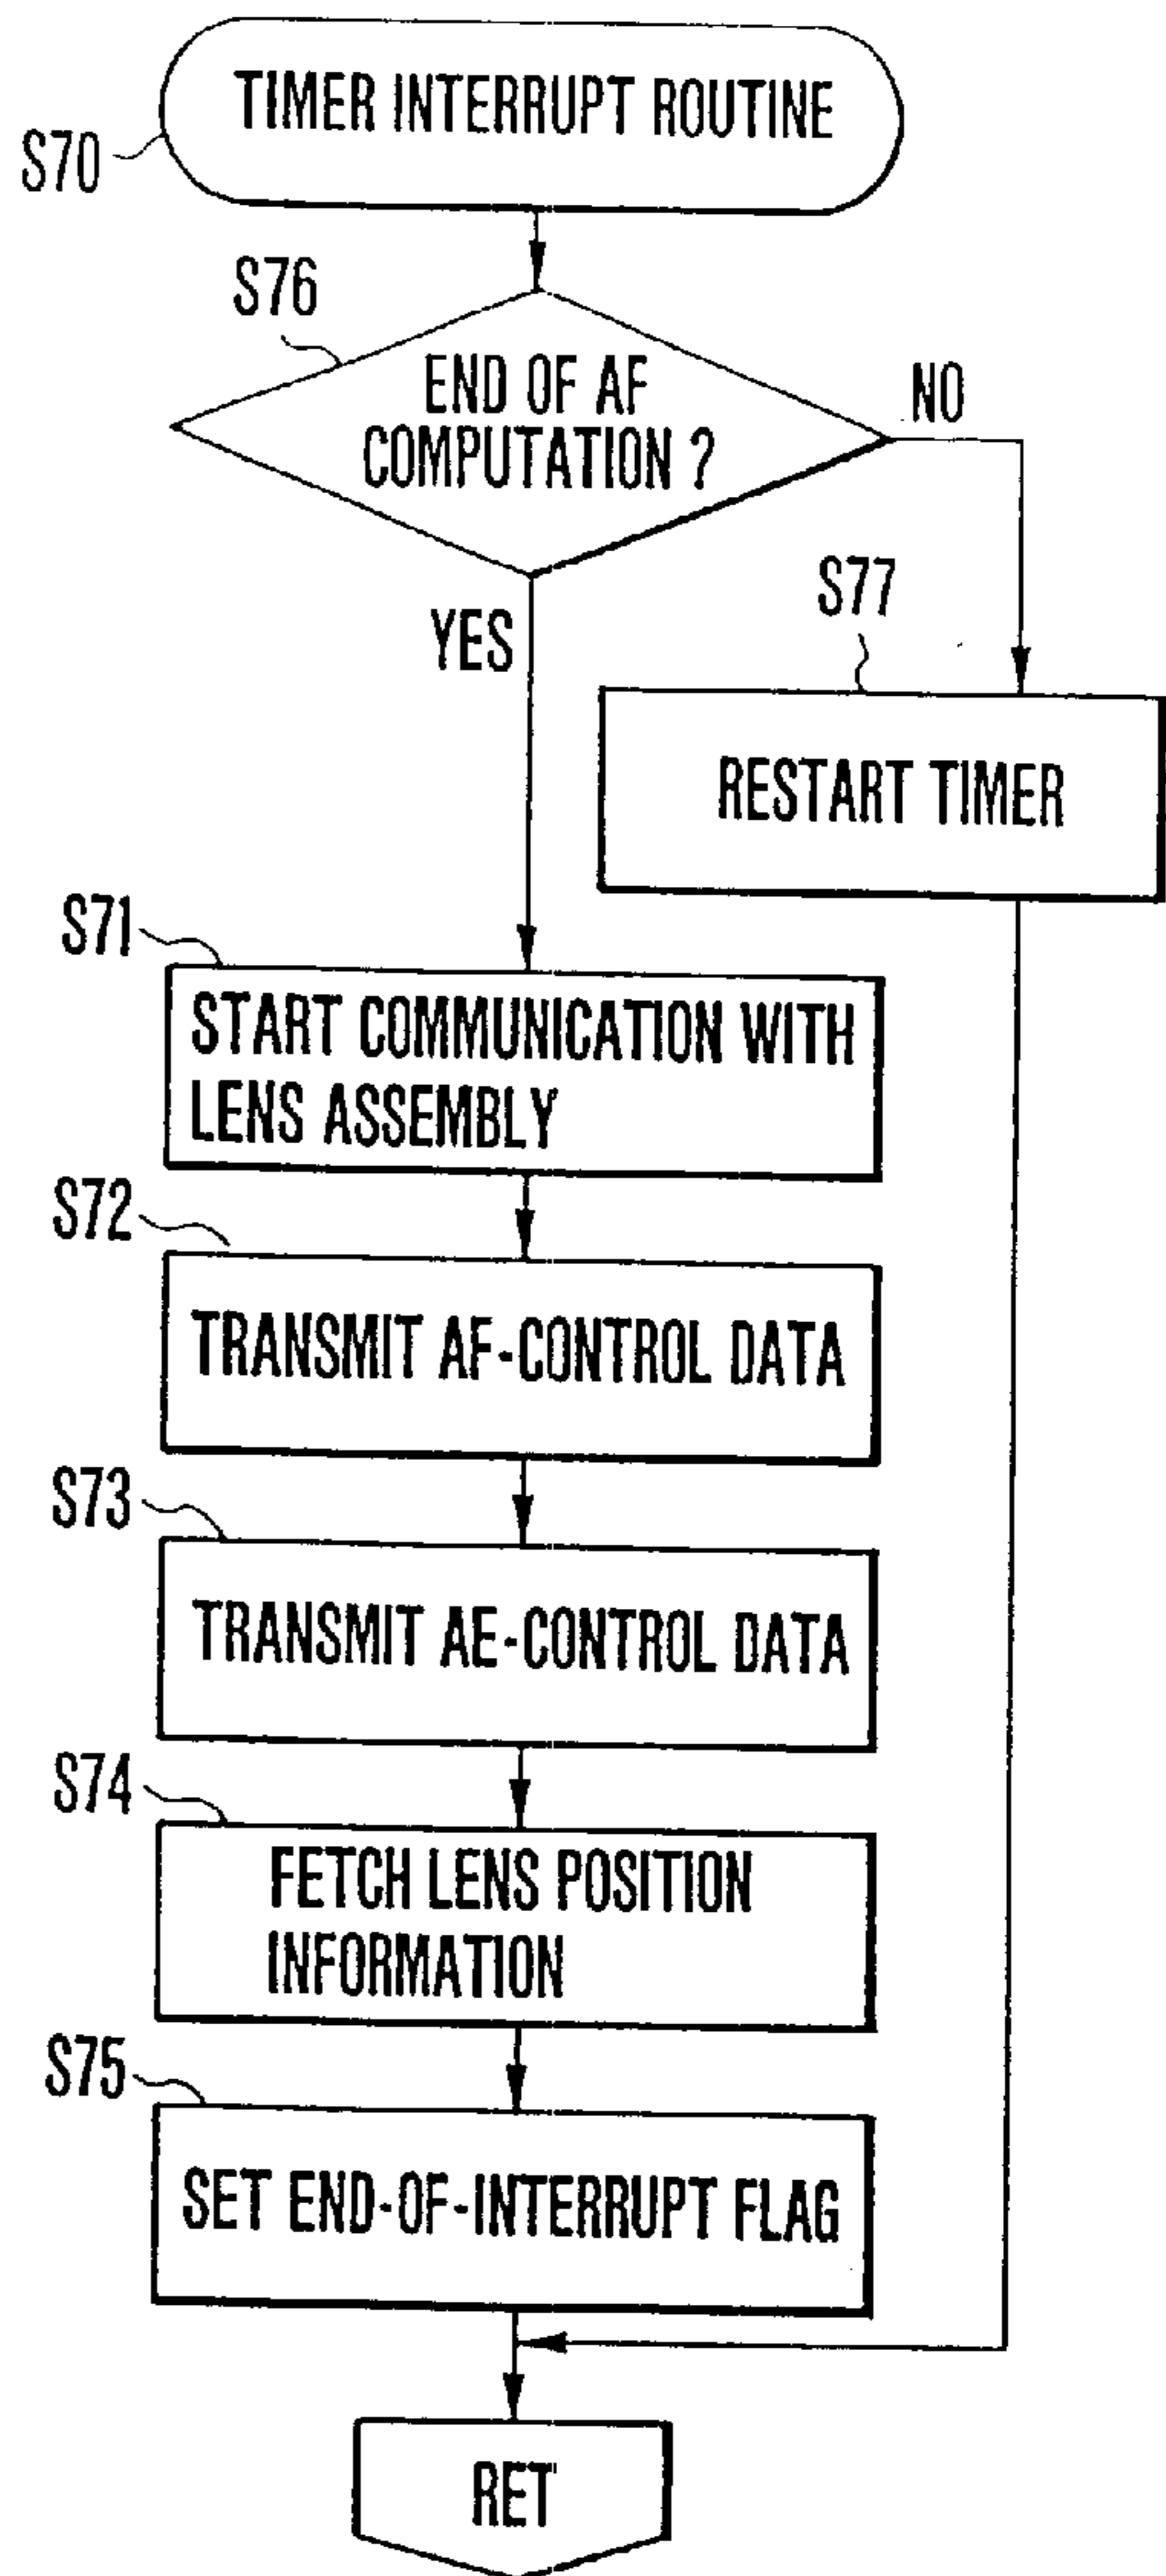 TIMER INTERRUPT ROUTINE
S70
S76
END OF AF
COMPUTATION ?
NO
YES
S77
RESTART TIMER
S71
START COMMUNICATION WITH
LENS ASSEMBLY
S72
TRANSMIT AF-CONTROL DATA
S73
TRANSMIT AE-CONTROL DATA
S74
FETCH LENS POSITION
INFORMATION
S75
SET END-OF-INTERRUPT FLAG
RET